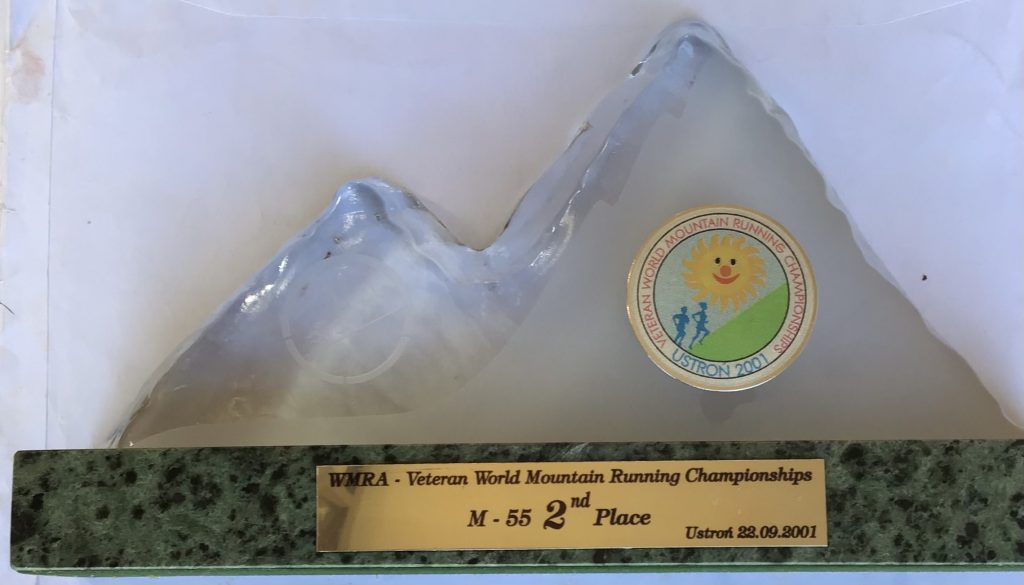 VETERAN WORLD MOUNTAIN RUNNING CHAMPIONSHIPS
USTROŃ 2001
WMRA - Veteran World Mountain Running Championships
M - 55 2nd Place
Ustroń 22.09.2001